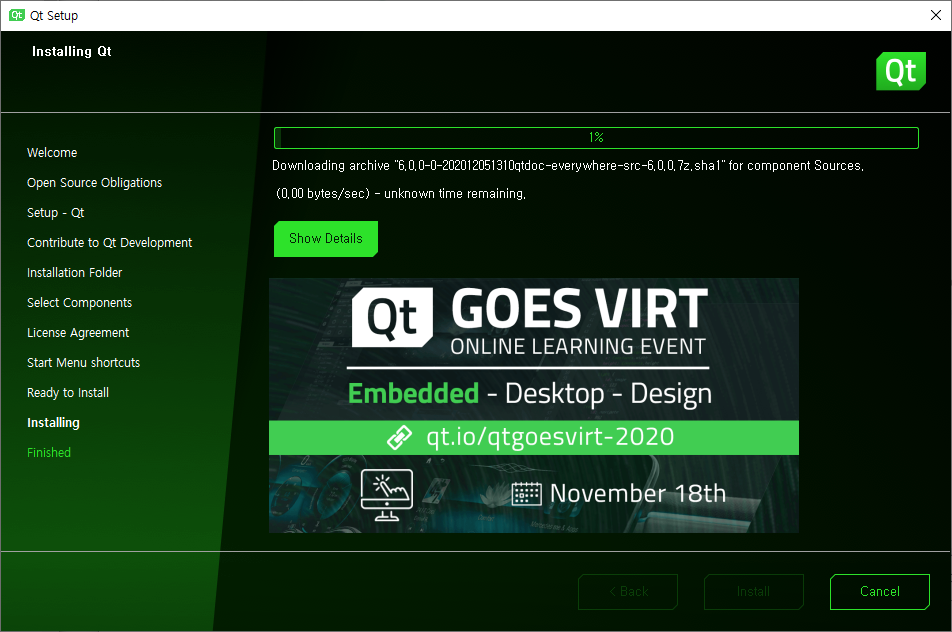 Qt Qt Setup
Installing Qt
Qt
Welcome
Open Source Obligations
Setup - Qt
Contribute to Qt Development
Installation Folder
Select Components
License Agreement
Start Menu shortcuts
Ready to Install
Installing
Finished
1%
Downloading archive "6.0.0-0-202012051310qtdoc-everywhere-src-6.0.0.7z.sha1" for component Sources.
(0.00 bytes/sec) - unknown time remaining.
Show Details
Qt GOES VIRT
ONLINE LEARNING EVENT
Embedded - Desktop - Design
qt.io/qtgoesvirt-2020
November 18th
< Back
Install
Cancel